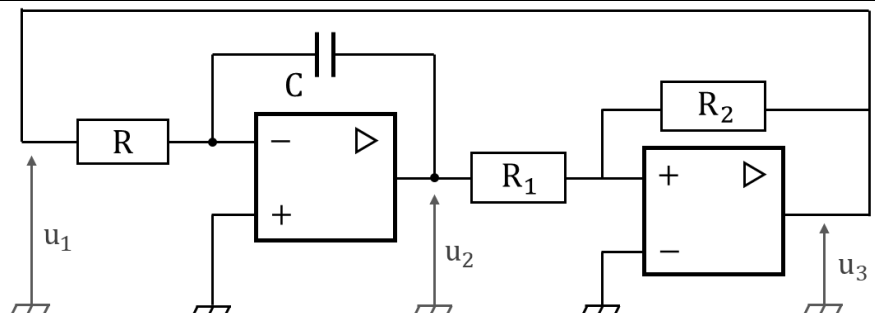 C
R₂
R
−
+
R₁
+
−
u₁
u₂
u₃